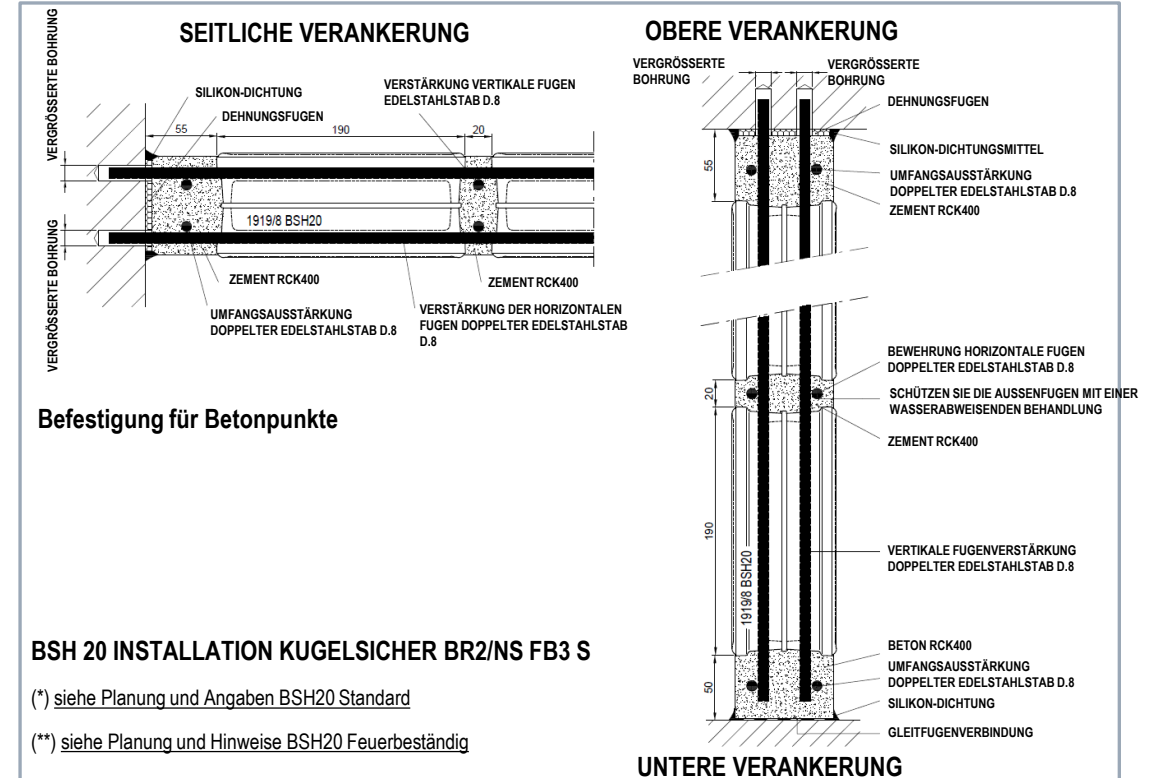 SEITLICHE VERANKERUNG
VERGRÖSSERTE BOHRUNG
SILIKON-DICHTUNG
DEHNUNGSFUGEN
VERSTÄRKUNG VERTIKALE FUGEN
EDELSTAHLSTAB D.8
55
190
20
1919/8 BSH20
VERGRÖSSERTE BOHRUNG
ZEMENT RCK400
ZEMENT RCK400
UMFANGSAUSSTÄRKUNG
DOPPELTER EDELSTAHLSTAB D.8
VERSTÄRKUNG DER HORIZONTALEN
FUGEN DOPPELTER EDELSTAHLSTAB
D.8
Befestigung für Betonpunkte
BSH 20 INSTALLATION KUGELSICHER BR2/NS FB3 S
(*) siehe Planung und Angaben BSH20 Standard
(**) siehe Planung und Hinweise BSH20 Feuerbeständig
OBERE VERANKERUNG
VERGRÖSSERTE
BOHRUNG
VERGRÖSSERTE
BOHRUNG
DEHNUNGSFUGEN
SILIKON-DICHTUNGSMITTEL
55
UMFANGSAUSSTÄRKUNG
DOPPELTER EDELSTAHLSTAB D.8
ZEMENT RCK400
BEWEHRUNG HORIZONTALE FUGEN
DOPPELTER EDELSTAHLSTAB D.8
20
SCHÜTZEN SIE DIE AUSSENFUGEN MIT EINER
WASSERABWEISENDEN BEHANDLUNG
ZEMENT RCK400
190
1919/8 BSH20
VERTIKALE FUGENVERSTÄRKUNG
DOPPELTER EDELSTAHLSTAB D.8
BETON RCK400
UMFANGSAUSSTÄRKUNG
DOPPELTER EDELSTAHLSTAB D.8
50
SILIKON-DICHTUNG
GLEITFUGENVERBINDUNG
UNTERE VERANKERUNG